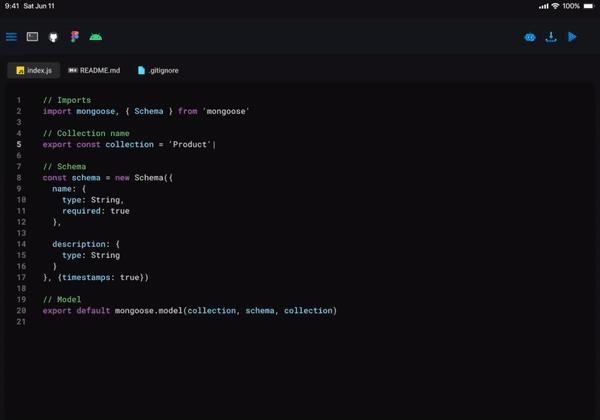 9:41 Sat Jun 11 100%
index.js README.md .gitignore
1 // Imports
2 import mongoose, { Schema } from 'mongoose'
3
4 // Collection name
5 export const collection = 'Product'
6
7 // Schema
8 const schema = new Schema({
9 name: {
10 type: String,
11 required: true
12 },
13
14 description: {
15 type: String
16 }
17 }, {timestamps: true})
18
19 // Model
20 export default mongoose.model(collection, schema, collection)
21